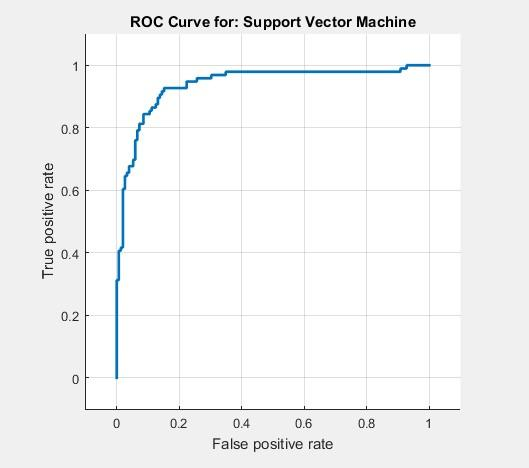 ROC Curve for: Support Vector Machine
1
0.8
0.6
0.4
0.2
0
True positive rate
0 0.2 0.4 0.6 0.8 1
False positive rate